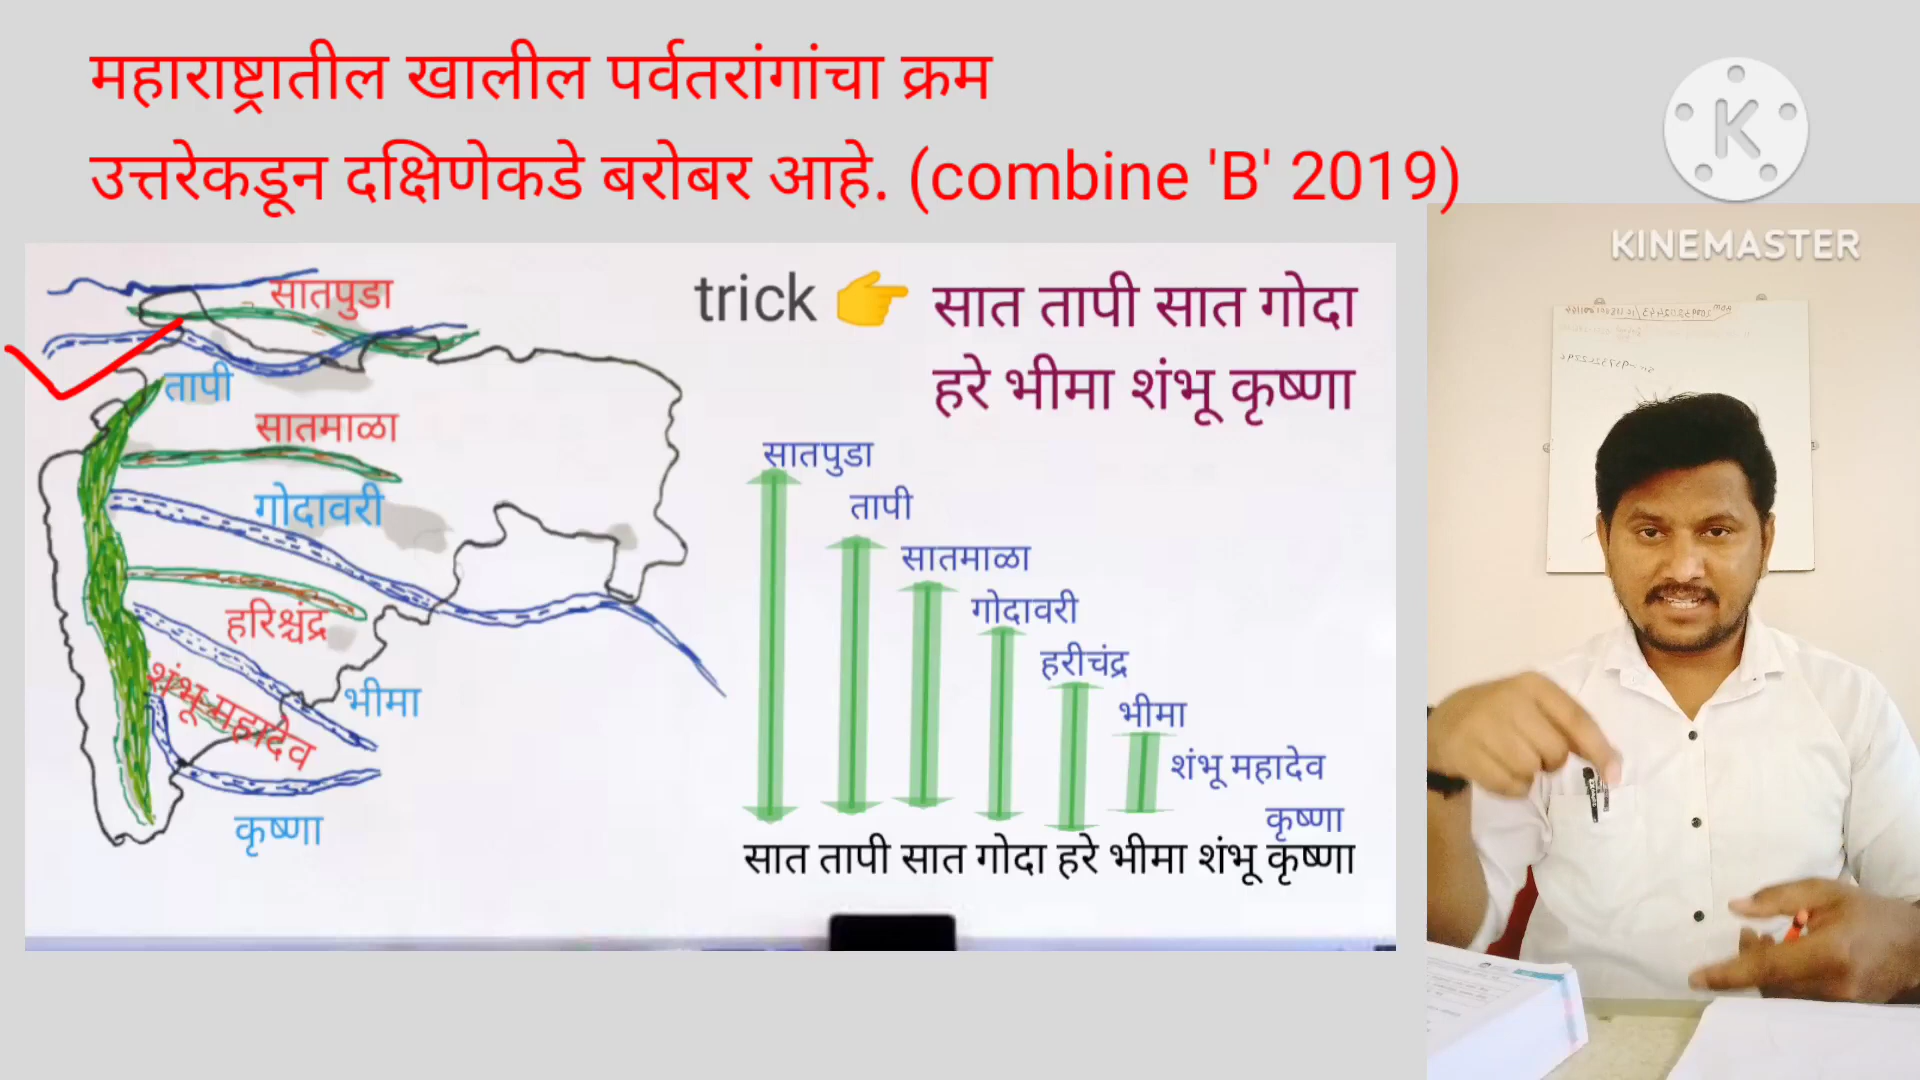 महाराष्ट्रातील खालील पर्वतरांगांचा क्रम
उत्तरेकडून दक्षिणेकडे बरोबर आहे. (combine 'B' 2019)
K
KINEMASTER
trick 👉 सात तापी सात गोदा
हरे भीमा शंभू कृष्णा
सातपुडा
तापी
सातमाळा
गोदावरी
हरिश्चंद्र
शंभू महादेव
भीमा
कृष्णा
सातपुडा
तापी
सातमाळा
गोदावरी
हरीचंद्र
भीमा
शंभू महादेव
कृष्णा
सात तापी सात गोदा हरे भीमा शंभू कृष्णा